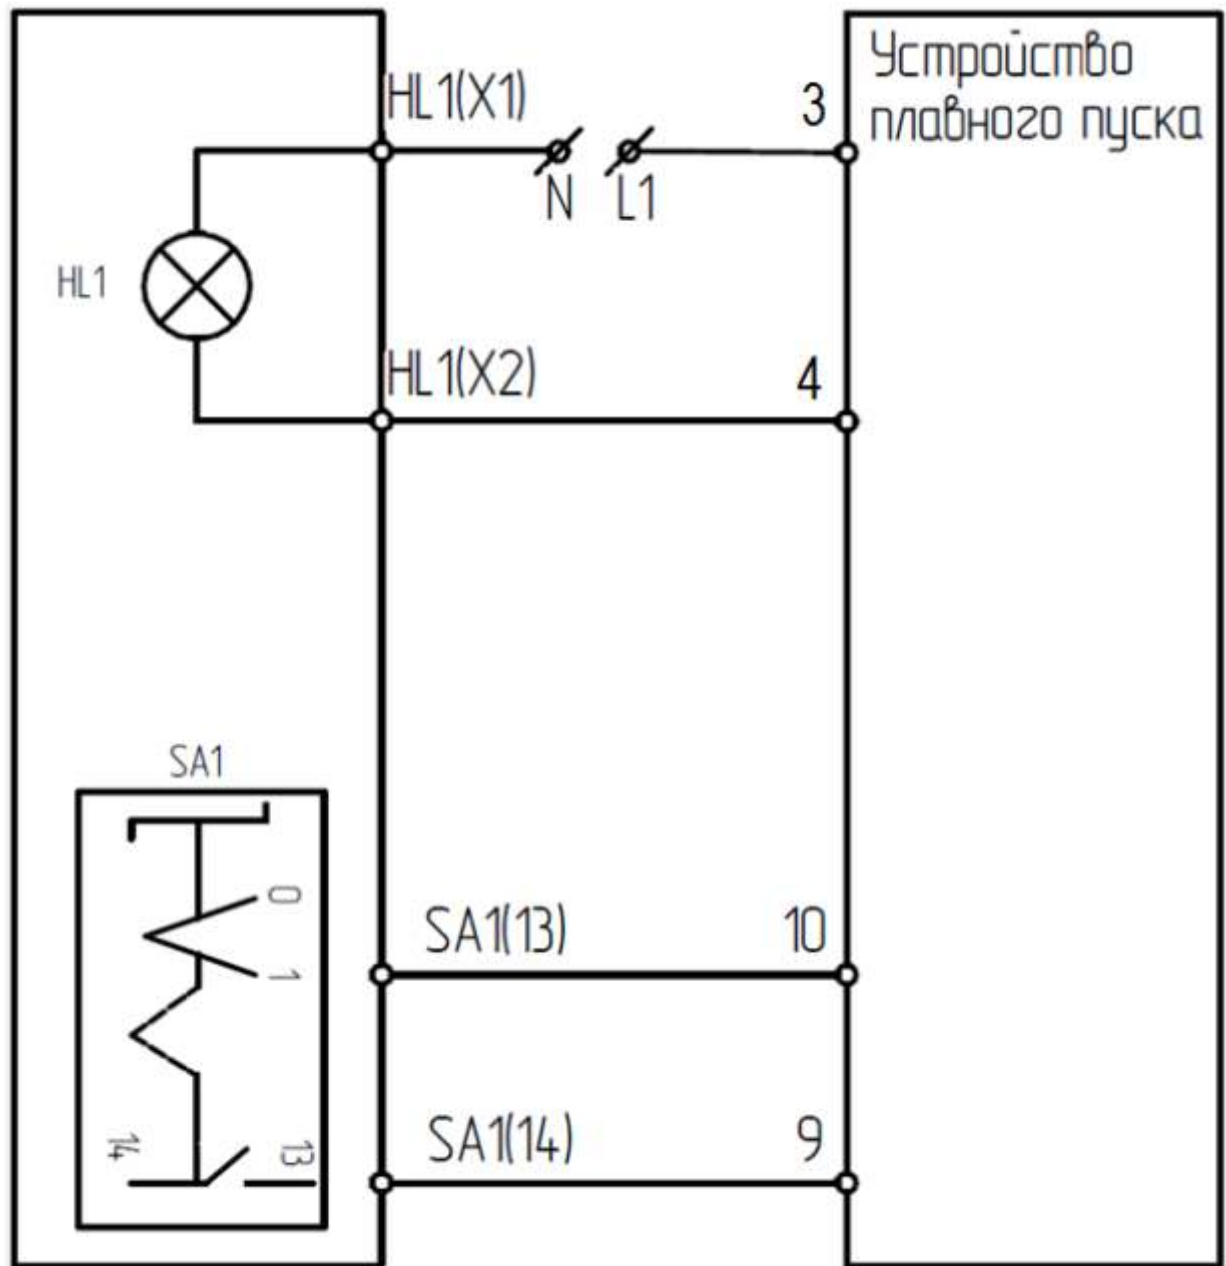 HL1(X1)
3
Устройство
плавного пуска
N
L1
HL1
HL1(X2)
4
SA1
0
1
SA1(13)
10
14
13
SA1(14)
9